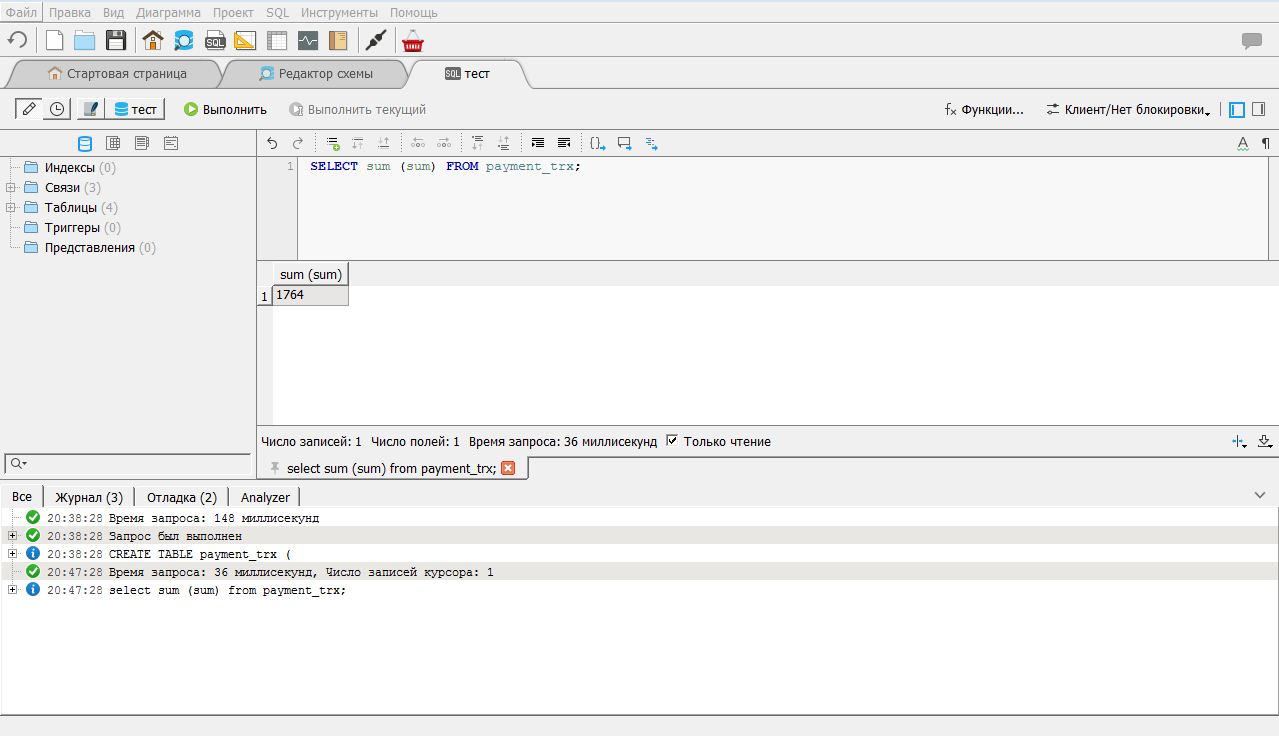 Файл Правка Вид Диаграмма Проект SQL Инструменты Помощь
SQL
Стартовая страница Редактор схемы SQL тест
тест Выполнить Выполнить текущий fx Функции... Клиент/Нет блокировки
A ¶
Индексы (0)
Связи (3)
Таблицы (4)
Триггеры (0)
Представления (0)
1 SELECT sum (sum) FROM payment_trx;
sum (sum)
1 1764
Число записей: 1 Число полей: 1 Время запроса: 36 миллисекунд Только чтение
select sum (sum) from payment_trx;
Все Журнал (3) Отладка (2) Analyzer
20:38:28 Время запроса: 148 миллисекунд
20:38:28 Запрос был выполнен
20:38:28 CREATE TABLE payment_trx (
20:47:28 Время запроса: 36 миллисекунд, Число записей курсора: 1
20:47:28 select sum (sum) from payment_trx;